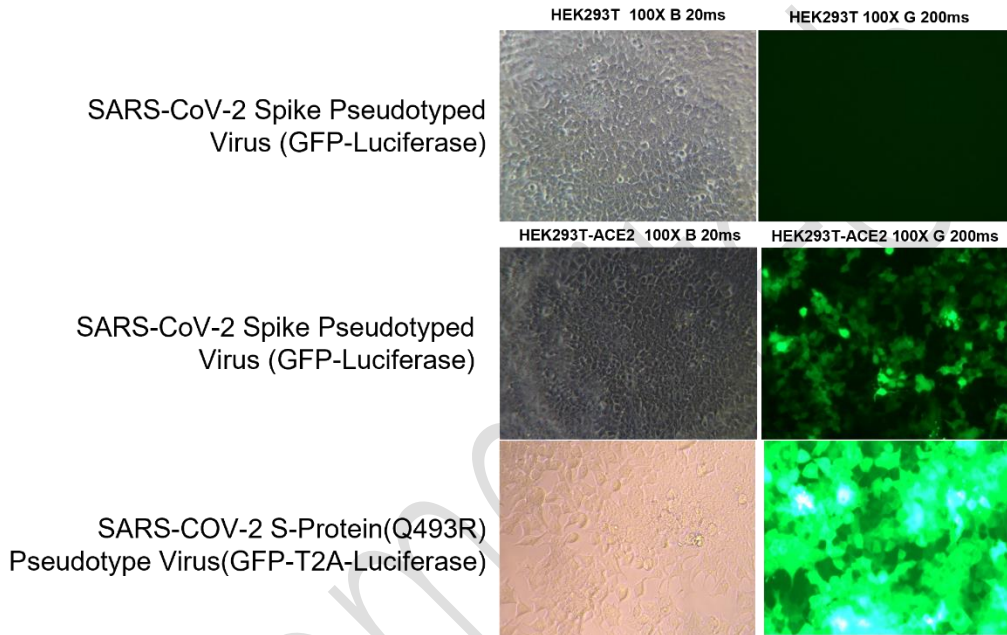 HEK293T 100X B 20ms
HEK293T 100X G 200ms
SARS-CoV-2 Spike Pseudotyped
Virus (GFP-Luciferase)
HEK293T-ACE2 100X B 20ms
HEK293T-ACE2 100X G 200ms
SARS-CoV-2 Spike Pseudotyped
Virus (GFP-Luciferase)
SARS-COV-2 S-Protein(Q493R)
Pseudotype Virus(GFP-T2A-Luciferase)